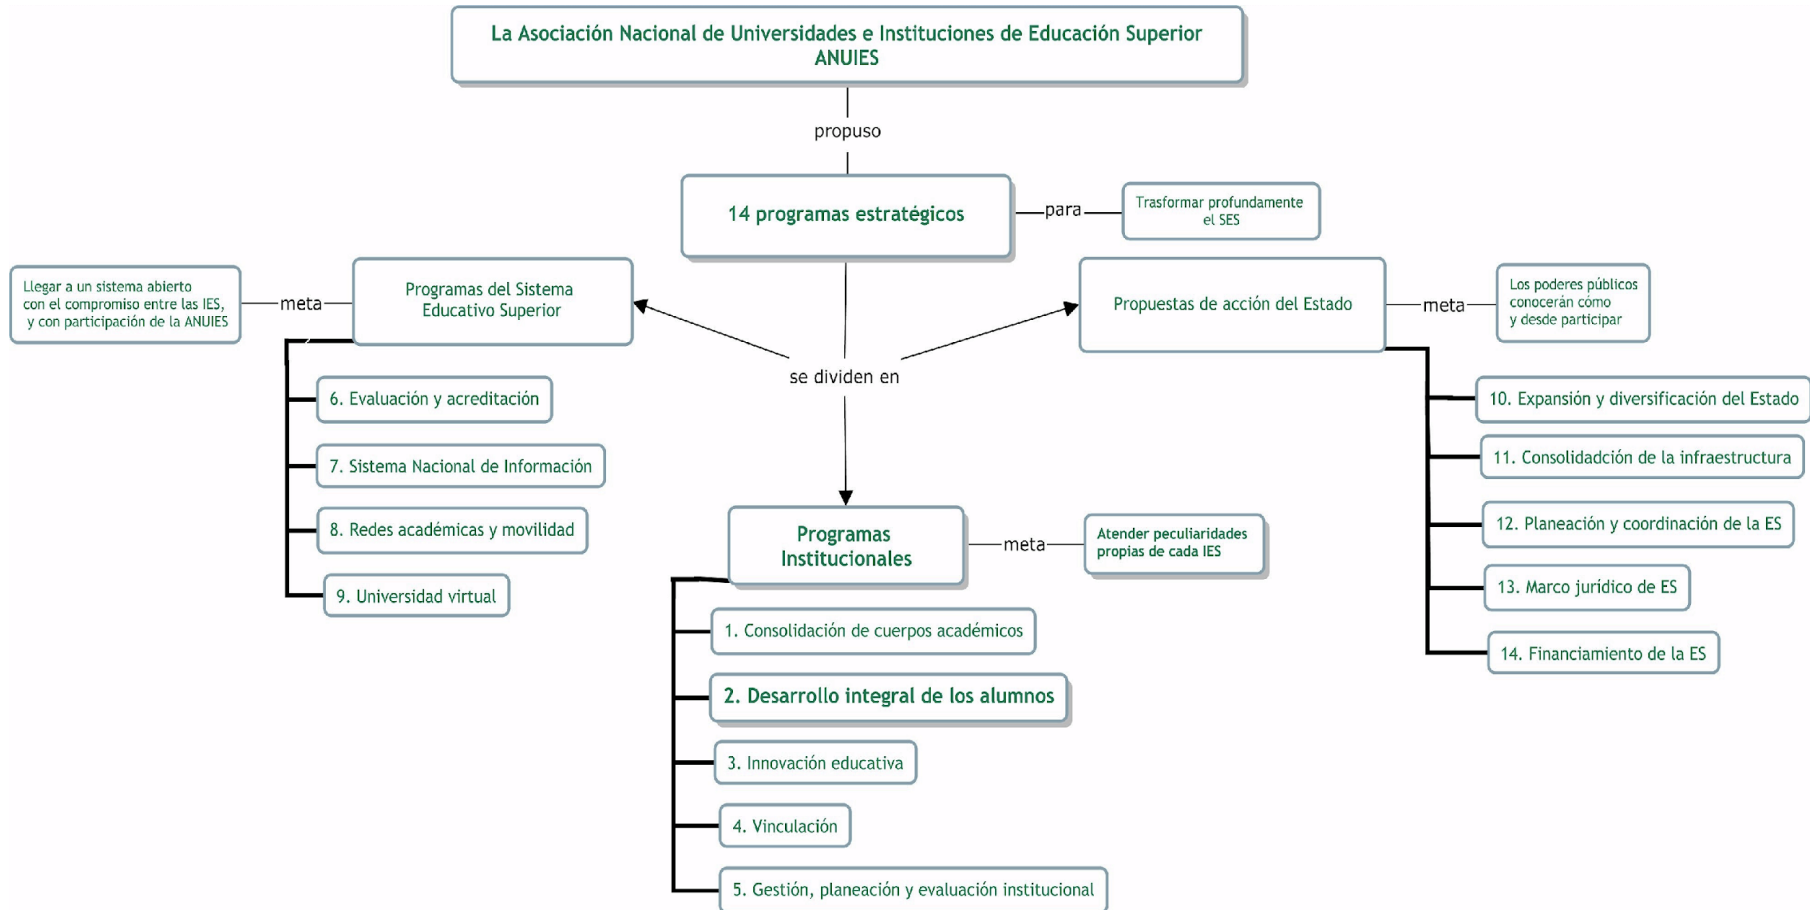 La Asociación Nacional de Universidades e Instituciones de Educación Superior
ANUIES
propuso
14 programas estratégicos
para
Trasformar profundamente
el SES
se dividen en
Programas del Sistema
Educativo Superior
meta
Llegar a un sistema abierto
con el compromiso entre las IES,
y con participación de la ANUIES
6. Evaluación y acreditación
7. Sistema Nacional de Información
8. Redes académicas y movilidad
9. Universidad virtual
Programas
Institucionales
meta
Atender peculiaridades
propias de cada IES
1. Consolidación de cuerpos académicos
2. Desarrollo integral de los alumnos
3. Innovación educativa
4. Vinculación
5. Gestión, planeación y evaluación institucional
Propuestas de acción del Estado
meta
Los poderes públicos
conocerán cómo
y desde participar
10. Expansión y diversificación del Estado
11. Consolidadción de la infraestructura
12. Planeación y coordinación de la ES
13. Marco jurídico de ES
14. Financiamiento de la ES